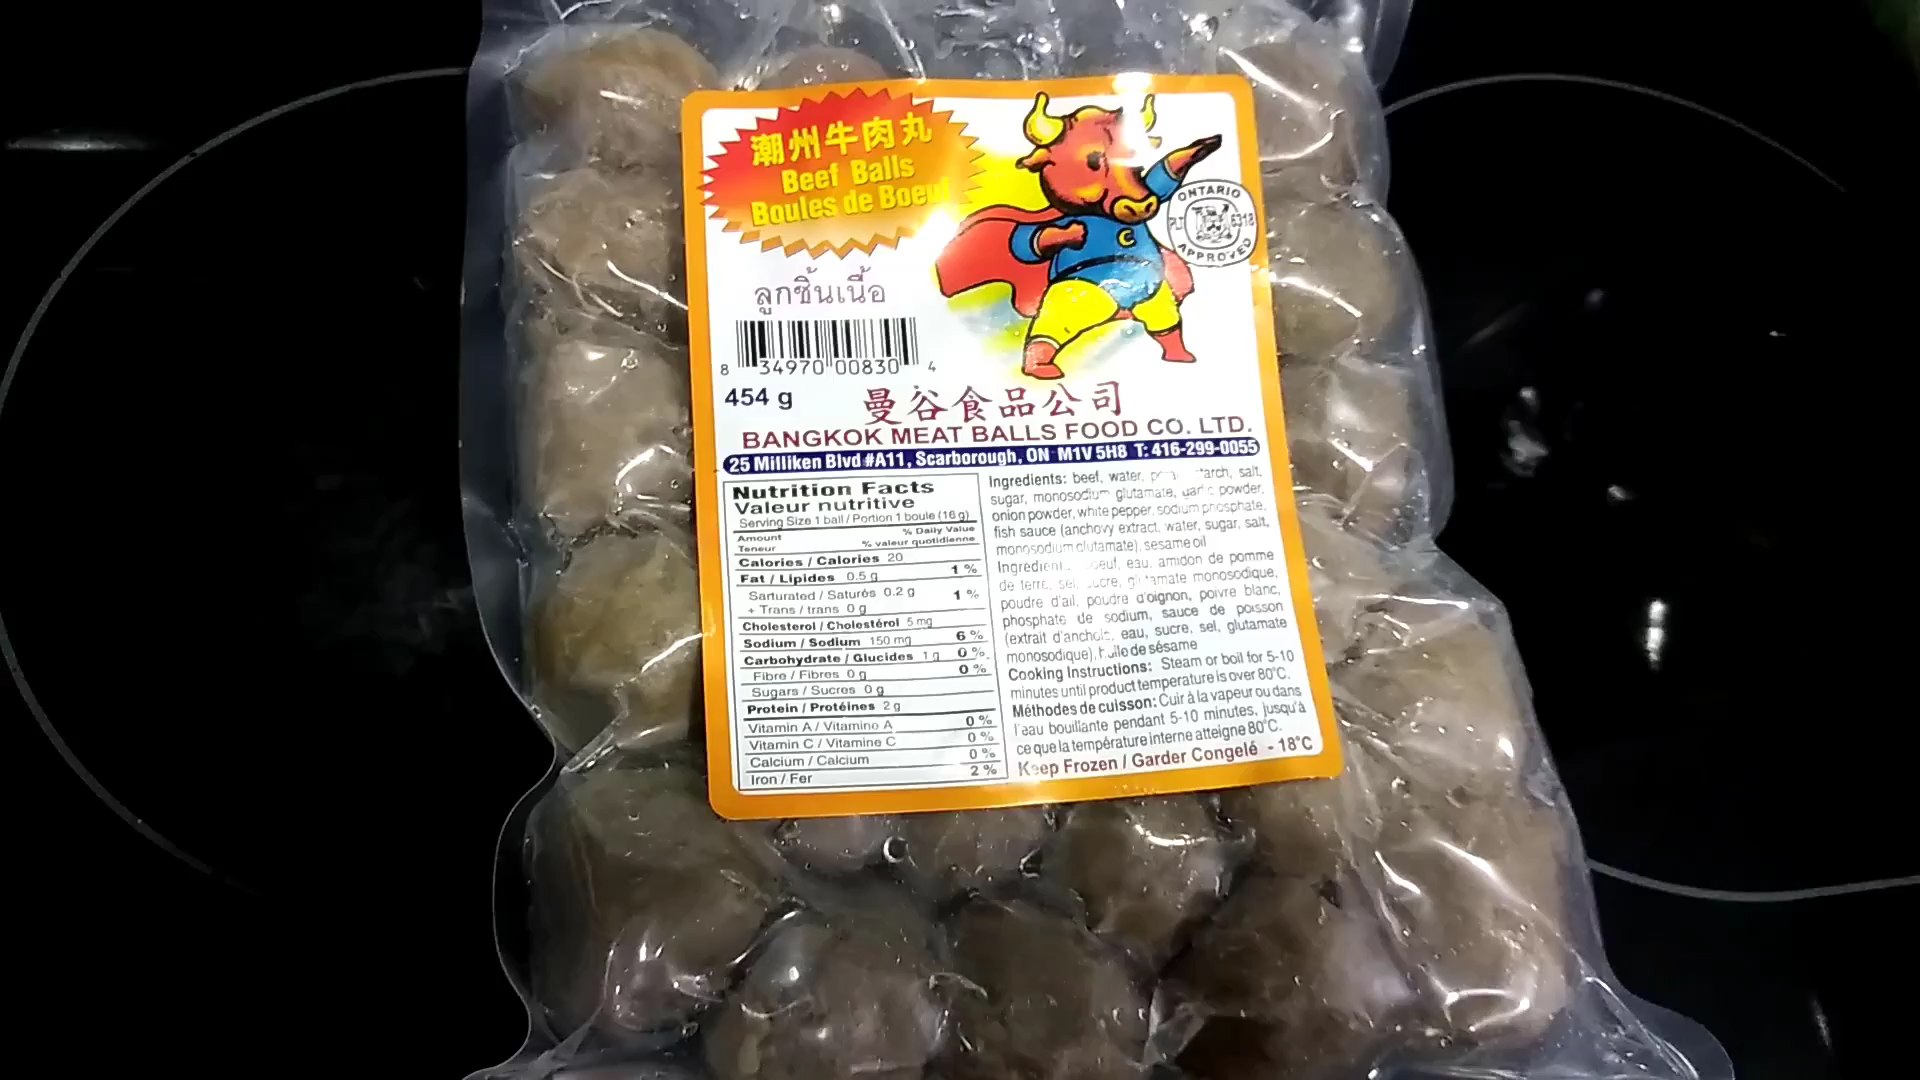 潮州牛肉丸
Beef Balls
Boules de Boeuf
ONTARIO
PLT 6318
APPROVED
ลูกชิ้นเนื้อ
8 34970 00830 4
454 g
曼谷食品公司
BANGKOK MEAT BALLS FOOD CO. LTD.
25 Milliken Blvd #A11, Scarborough, ON M1V 5H8 T: 416-299-0055
Nutrition Facts
Valeur nutritive
Serving Size 1 ball / Portion 1 boule (16 g)
Amount % Daily Value
Teneur % valeur quotidienne
Calories / Calories 20
Fat / Lipides 0.5 g 1 %
Sarturated / Saturés 0.2 g 1 %
+ Trans / trans 0 g
Cholesterol / Cholestérol 5 mg
Sodium / Sodium 150 mg 6 %
Carbohydrate / Glucides 1 g 0 %
Fibre / Fibres 0 g 0 %
Sugars / Sucres 0 g
Protein / Protéines 2 g
Vitamin A / Vitamine A 0 %
Vitamin C / Vitamine C 0 %
Calcium / Calcium 0 %
Iron / Fer 2 %
Ingredients: beef, water, salt,
sugar, monosodium glutamate, garlic powder,
onion powder, white pepper, sodium phosphate,
fish sauce (anchovy extract, water, sugar, salt,
monosodium glutamate), sesame oil
eau, amidon de pomme
de terre, sel, sucre, glutamate monosodique,
poudre d'ail, poudre d'oignon, poivre blanc,
phosphate de sodium, sauce de poisson
(extrait d'anchois, eau, sucre, sel, glutamate
monosodique), huile de sésame
Cooking Instructions: Steam or boil for 5-10
minutes until product temperature is over 80°C.
Méthodes de cuisson: Cuir à la vapeur ou dans
l'eau bouillante pendant 5-10 minutes, jusqu'à
ce que la température interne atteigne 80°C.
Keep Frozen / Garder Congelé - 18°C